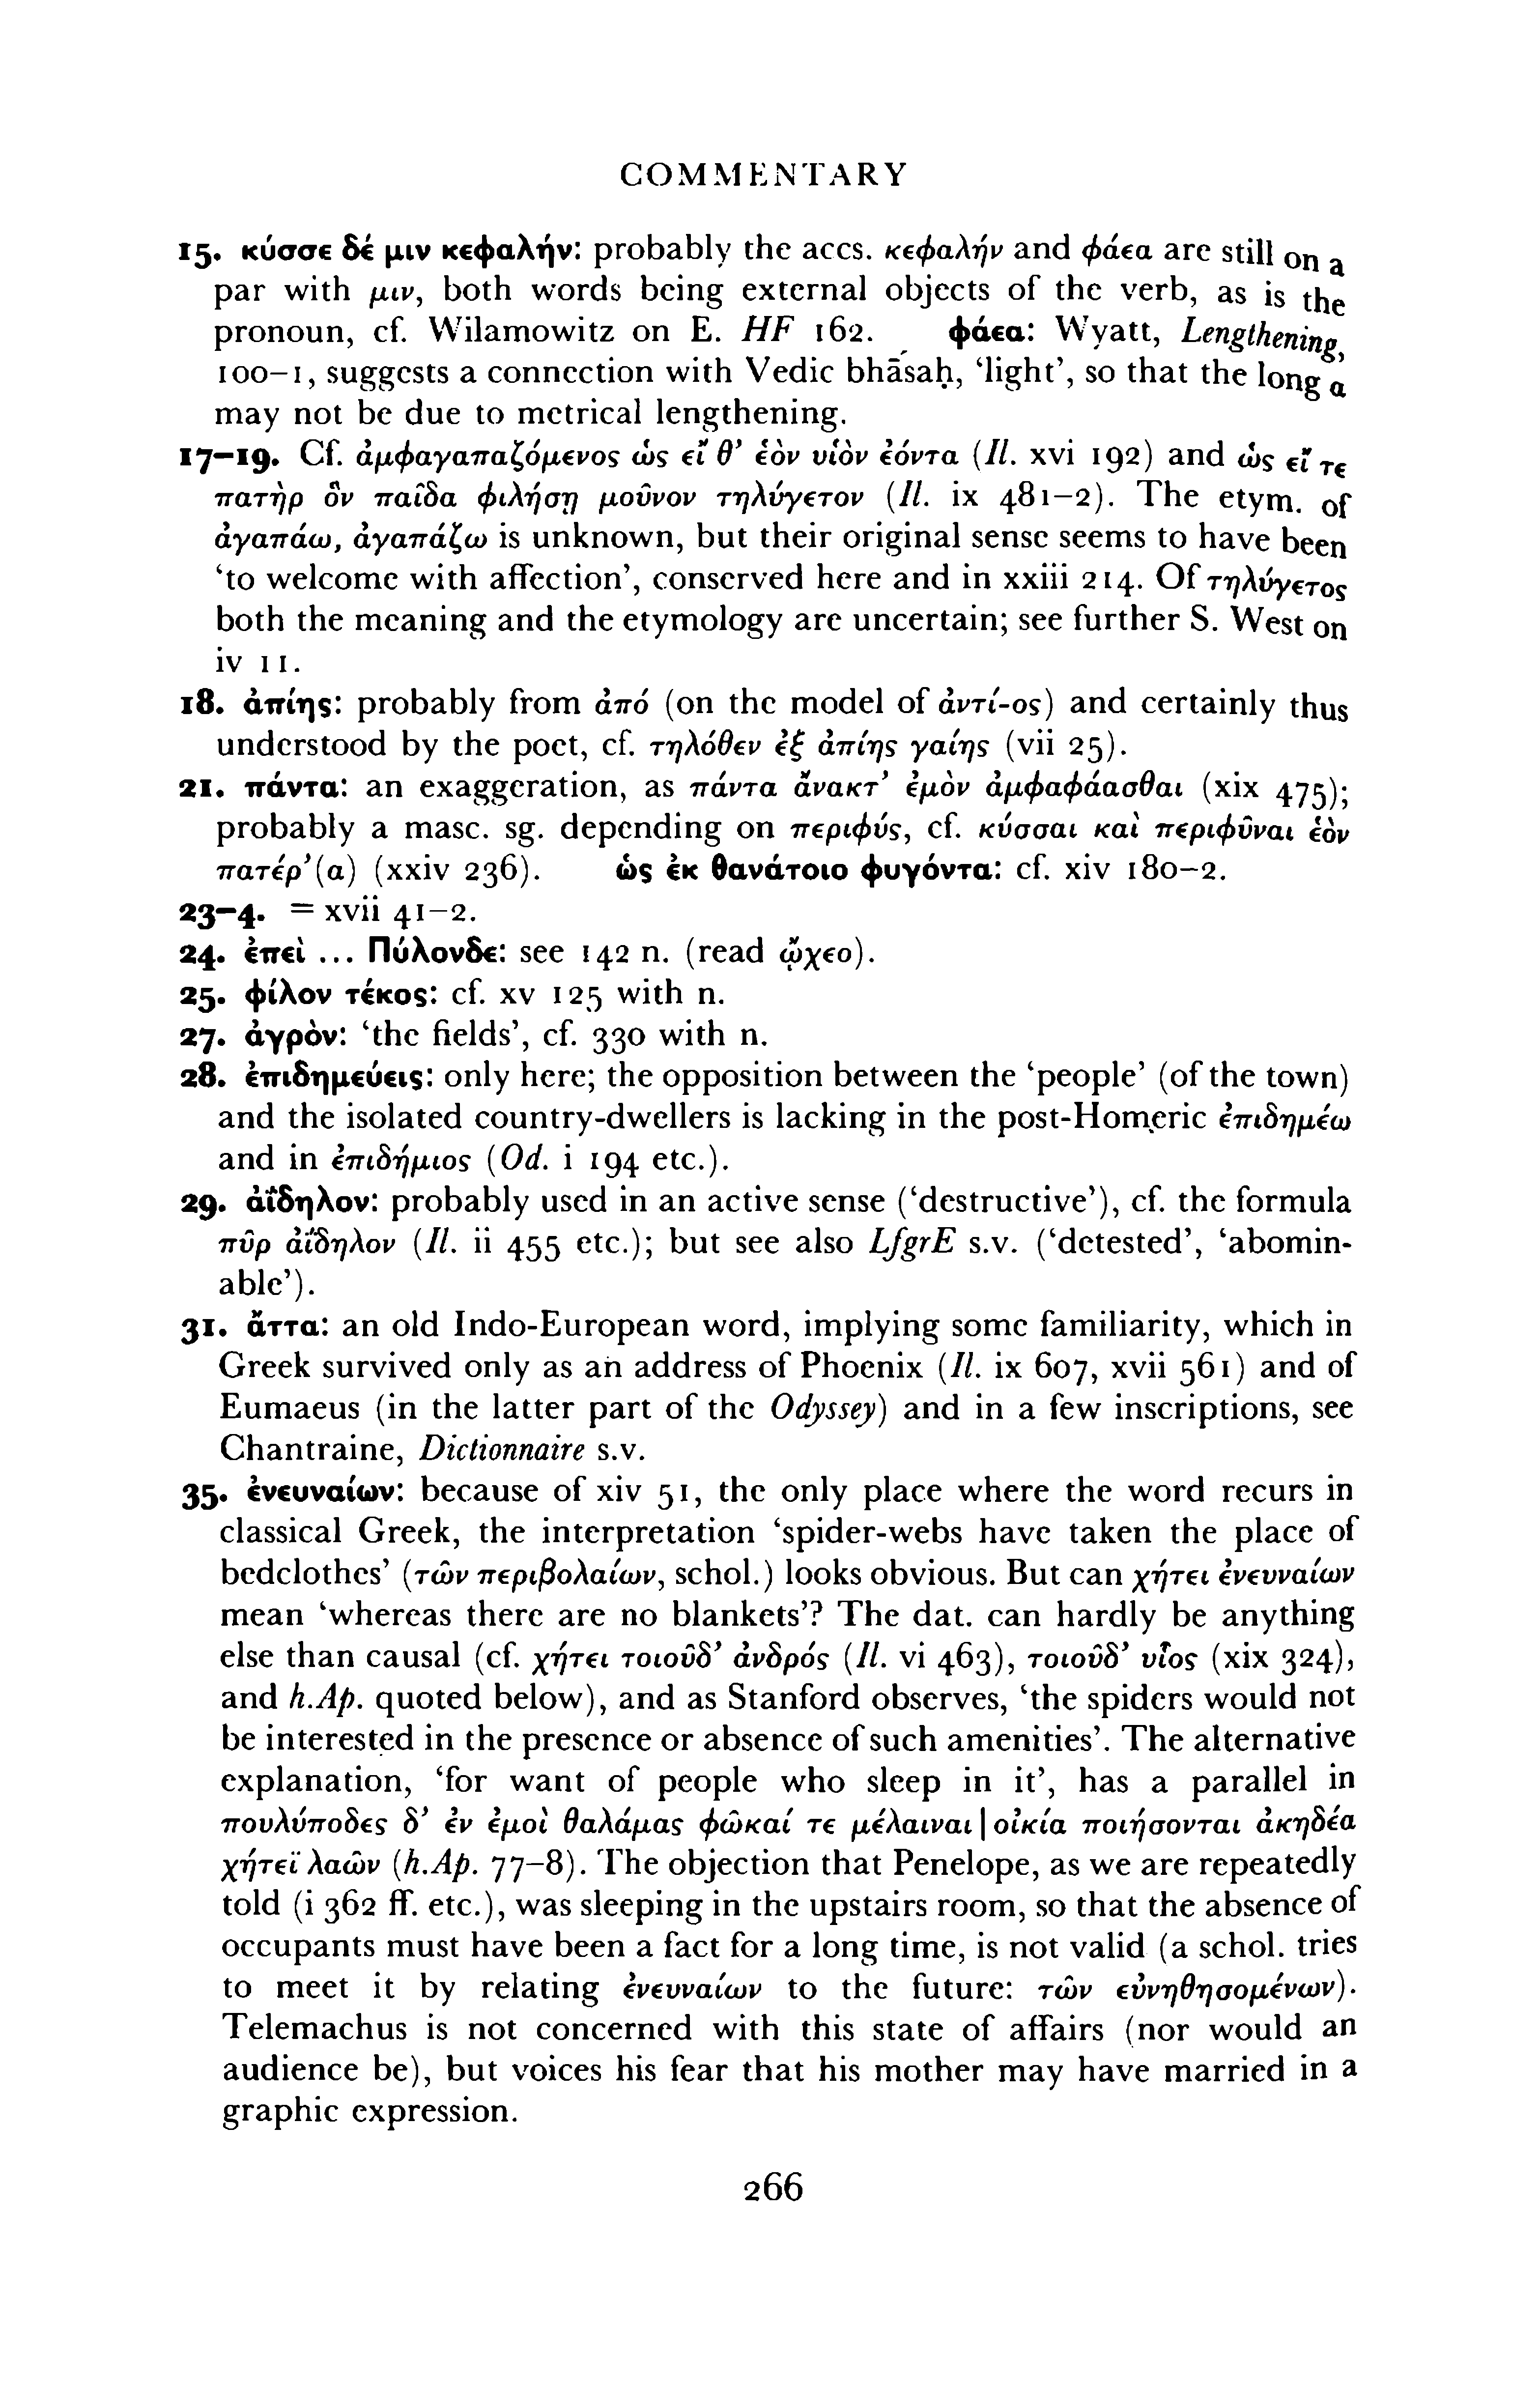 COMMENTARY
15. κύσσε δέ μιν κεφαλήν: probably the accs. κεφαλήν and φάεα are still on a
par with μιν, both words being external objects of the verb, as is the
pronoun, cf. Wilamowitz on E. HF 162. φάεα: Wyatt, Lengthening,
100–1, suggests a connection with Vedic bhāsaḥ, ‘light’, so that the long α
may not be due to metrical lengthening.
17–19. Cf. ἀμφαγαπαζόμενος ὡς εἴ θ’ ἑὸν υἱὸν ἐόντα (Il. xvi 192) and ὡς εἴ τε
πατὴρ ὃν παῖδα φιλήσῃ μοῦνον τηλύγετον (Il. ix 481–2). The etym. of
ἀγαπάω, ἀγαπάζω is unknown, but their original sense seems to have been
‘to welcome with affection’, conserved here and in xxiii 214. Of τηλύγετος
both the meaning and the etymology are uncertain; see further S. West on
iv 11.
18. ἀπίης: probably from ἀπό (on the model of ἀντί-ος) and certainly thus
understood by the poet, cf. τηλόθεν ἐξ ἀπίης γαίης (vii 25).
21. πάντα: an exaggeration, as πάντα ἄνακτ’ ἐμὸν ἀμφαφάασθαι (xix 475);
probably a masc. sg. depending on περιφύς, cf. κύσσαι καὶ περιφῦναι ἑὸν
πατέρ’(α) (xxiv 236). ὡς ἐκ θανάτοιο φυγόντα: cf. xiv 180–2.
23–4. = xvii 41–2.
24. ἐπεὶ ... Πύλονδε: see 142 n. (read ᾤχεο).
25. φίλον τέκος: cf. xv 125 with n.
27. ἀγρὸν: ‘the fields’, cf. 330 with n.
28. ἐπιδημεύεις: only here; the opposition between the ‘people’ (of the town)
and the isolated country-dwellers is lacking in the post-Homeric ἐπιδημέω
and in ἐπιδήμιος (Od. i 194 etc.).
29. ἀΐδηλον: probably used in an active sense (‘destructive’), cf. the formula
πῦρ ἀΐδηλον (Il. ii 455 etc.); but see also LfgrE s.v. (‘detested’, ‘abomin-
able’).
31. ἄττα: an old Indo-European word, implying some familiarity, which in
Greek survived only as an address of Phoenix (Il. ix 607, xvii 561) and of
Eumaeus (in the latter part of the Odyssey) and in a few inscriptions, see
Chantraine, Dictionnaire s.v.
35. ἐνευναίων: because of xiv 51, the only place where the word recurs in
classical Greek, the interpretation ‘spider-webs have taken the place of
bedclothes’ (τῶν περιβολαίων, schol.) looks obvious. But can χήτει ἐνευναίων
mean ‘whereas there are no blankets’? The dat. can hardly be anything
else than causal (cf. χήτει τοιοῦδ’ ἀνδρός (Il. vi 463), τοιοῦδ’ υἷος (xix 324),
and h.Ap. quoted below), and as Stanford observes, ‘the spiders would not
be interested in the presence or absence of such amenities’. The alternative
explanation, ‘for want of people who sleep in it’, has a parallel in
πουλύποδες δ’ ἐν ἐμοὶ θαλάμας φῶκαί τε μέλαιναι | οἰκία ποιήσονται ἀκηδέα
χήτεϊ λαῶν (h.Ap. 77–8). The objection that Penelope, as we are repeatedly
told (i 362 ff. etc.), was sleeping in the upstairs room, so that the absence of
occupants must have been a fact for a long time, is not valid (a schol. tries
to meet it by relating ἐνευναίων to the future: τῶν εὐνηθησομένων).
Telemachus is not concerned with this state of affairs (nor would an
audience be), but voices his fear that his mother may have married in a
graphic expression.
266